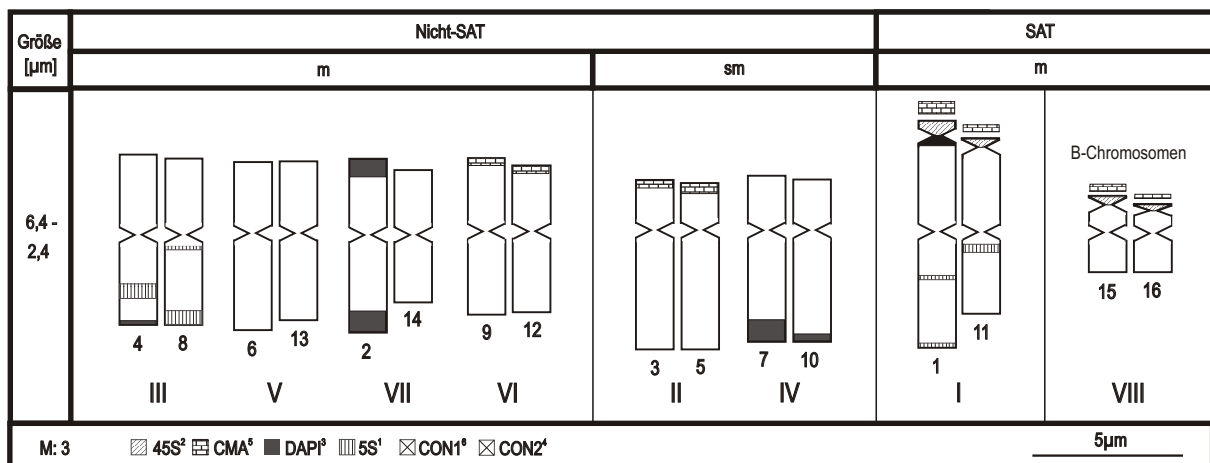 Größe
[µm]
Nicht-SAT
SAT
m
sm
m
6,4 -
2,4
B-Chromosomen
4 8 6 13 2 14 9 12 3 5 7 10 1 11 15 16
III V VII VI II IV I VIII
M: 3 45S² CMA⁵ DAPI³ 5S¹ CON1⁶ CON2⁴ 5µm